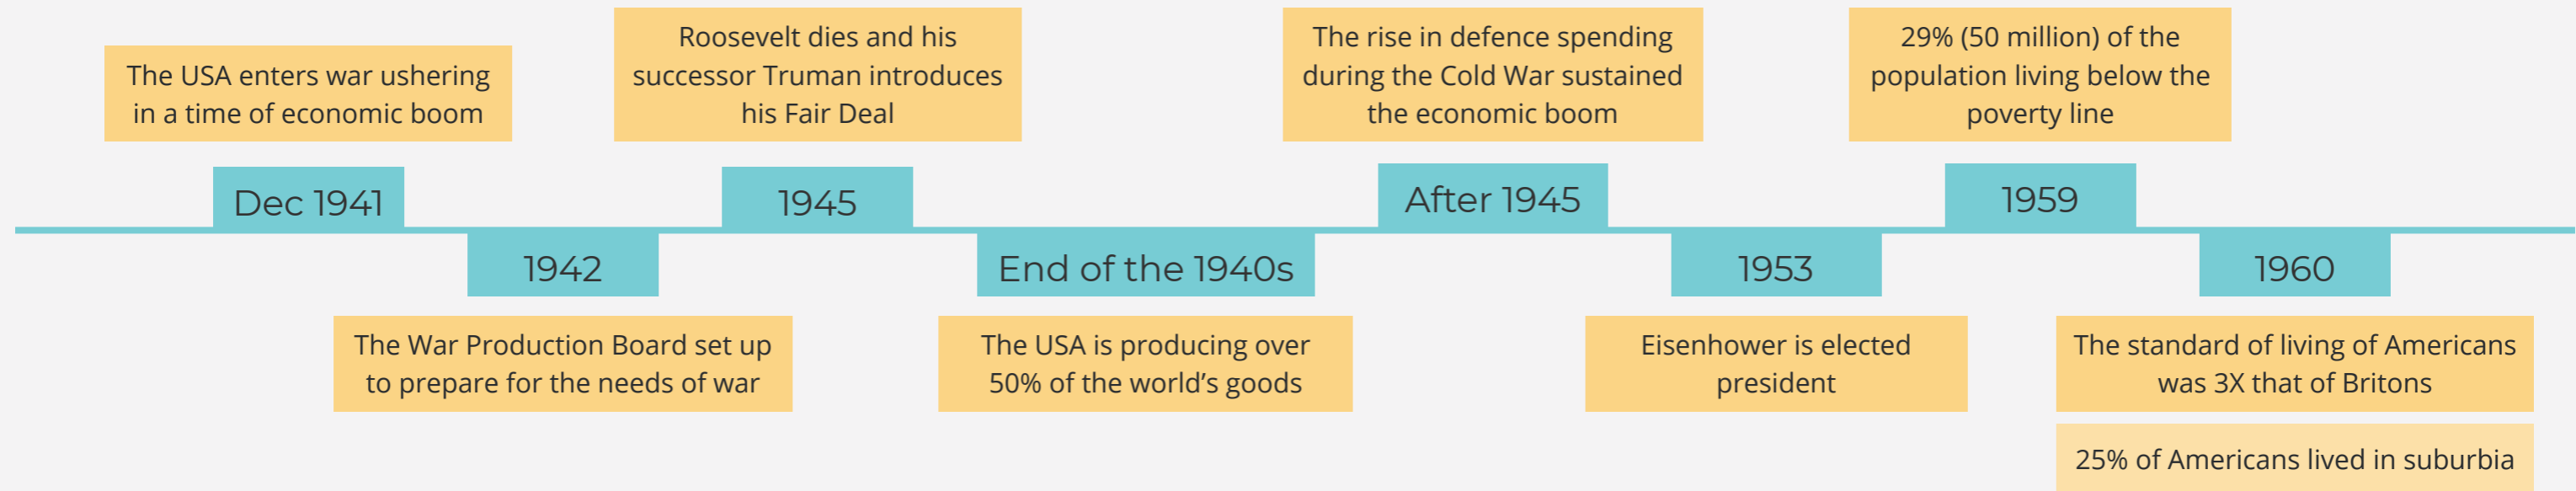 The USA enters war ushering
in a time of economic boom
Dec 1941
1942
The War Production Board set up
to prepare for the needs of war
Roosevelt dies and his
successor Truman introduces
his Fair Deal
1945
End of the 1940s
The USA is producing over
50% of the world’s goods
The rise in defence spending
during the Cold War sustained
the economic boom
After 1945
1953
Eisenhower is elected
president
29% (50 million) of the
population living below the
poverty line
1959
1960
The standard of living of Americans
was 3X that of Britons
25% of Americans lived in suburbia